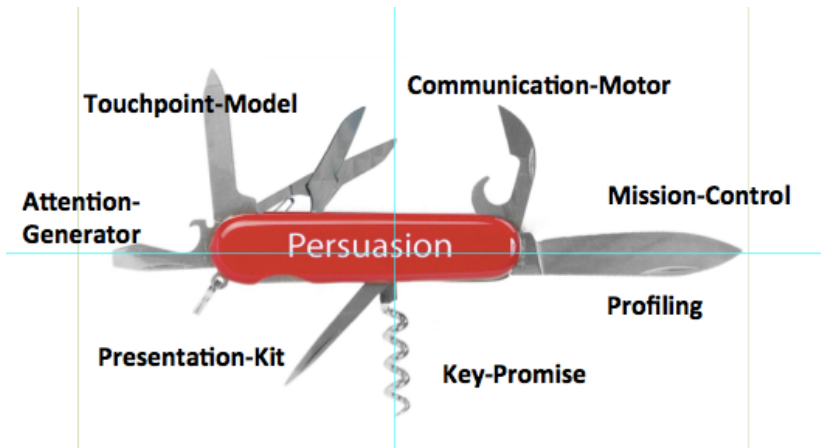 Communication-Motor
Touchpoint-Model
Mission-Control
Attention-
Generator
Persuasion
Profiling
Presentation-Kit
Key-Promise